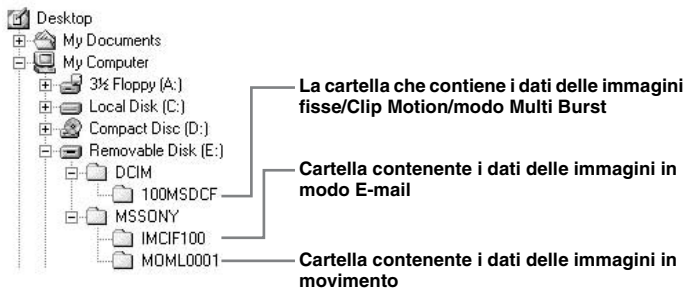 Desktop
My Documents
My Computer
3½ Floppy (A:)
Local Disk (C:)
Compact Disc (D:)
Removable Disk (E:)
DCIM
100MSDCF
MSSONY
IMCIF100
MOML0001
La cartella che contiene i dati delle immagini
fisse/Clip Motion/modo Multi Burst
Cartella contenente i dati delle immagini in
modo E-mail
Cartella contenente i dati delle immagini in
movimento